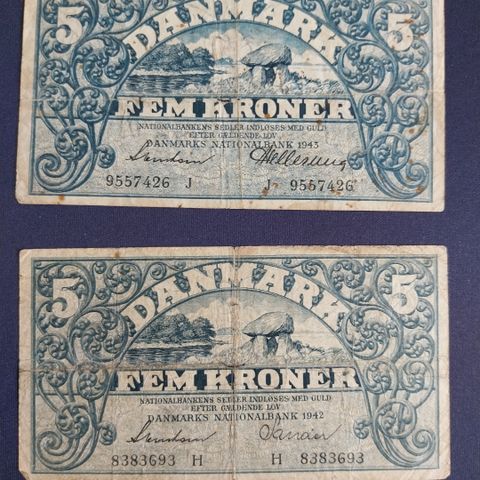 5 DANMARK 5
FEM KRONER
NATIONALBANKENS SEDLER INDLØSES MED GULD
EFTER GÆLDENDE LOV
DANMARKS NATIONALBANK 1943
9557426 J J 9557426
5 DANMARK 5
FEM KRONER
NATIONALBANKENS SEDLER INDLØSES MED GULD
EFTER GÆLDENDE LOV
DANMARKS NATIONALBANK 1942
8383693 H H 8383693